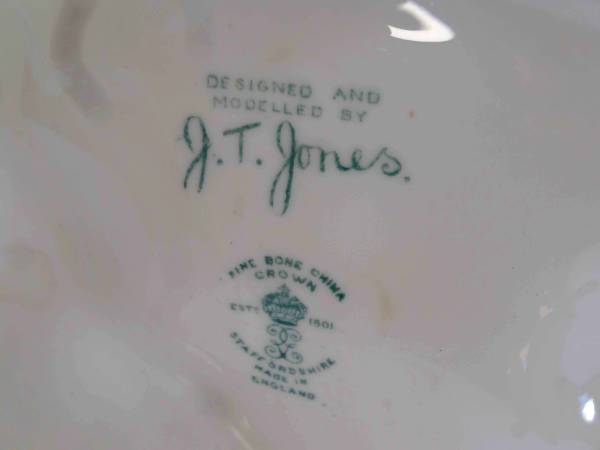 DESIGNED AND
MODELLED BY
J.T. Jones.
FINE BONE CHINA
CROWN
ESTD 1801
STAFFORDSHIRE
MADE IN
ENGLAND